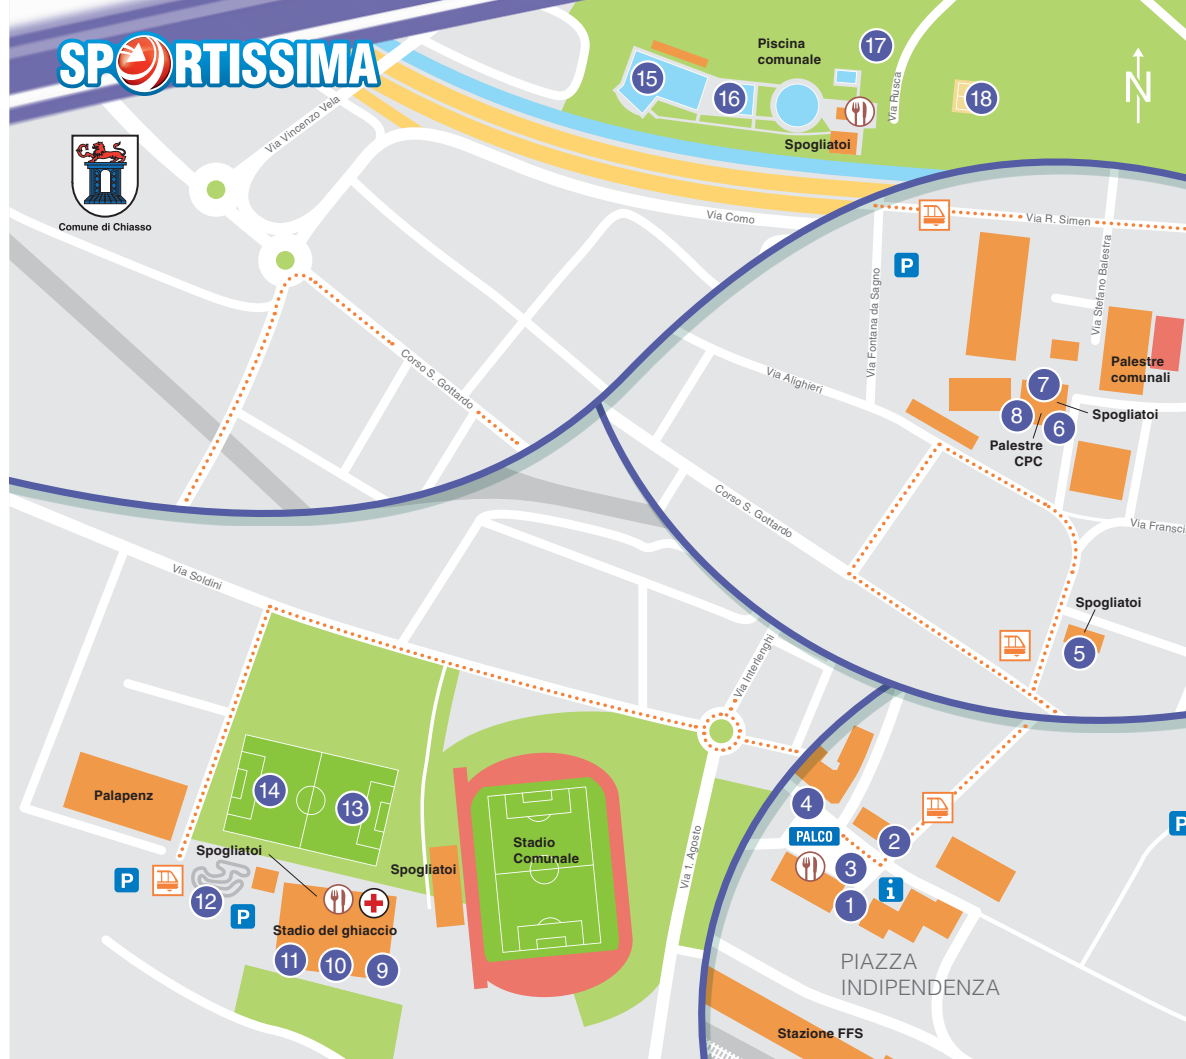 SPORTISSIMA
Comune di Chiasso
Via Vincenzo Vela
Piscina
comunale
17
15
16
18
Via Rusca
N
Spogliatoi
Via Como
Via R. Simen
P
Via Fontana da Sagno
Via Stefano Balestra
Corso S. Gottardo
Via Alighieri
Palestre
comunali
7
8
6
Spogliatoi
Palestre
CPC
Corso S. Gottardo
Via Soldini
Spogliatoi
5
Via Interlenghi
Palapenz
14
13
Spogliatoi
Spogliatoi
Stadio
Comunale
P
12
P
Stadio del ghiaccio
11
10
9
Via 1. Agosto
4
PALCO
2
3
i
1
P
PIAZZA
INDIPENDENZA
Stazione FFS